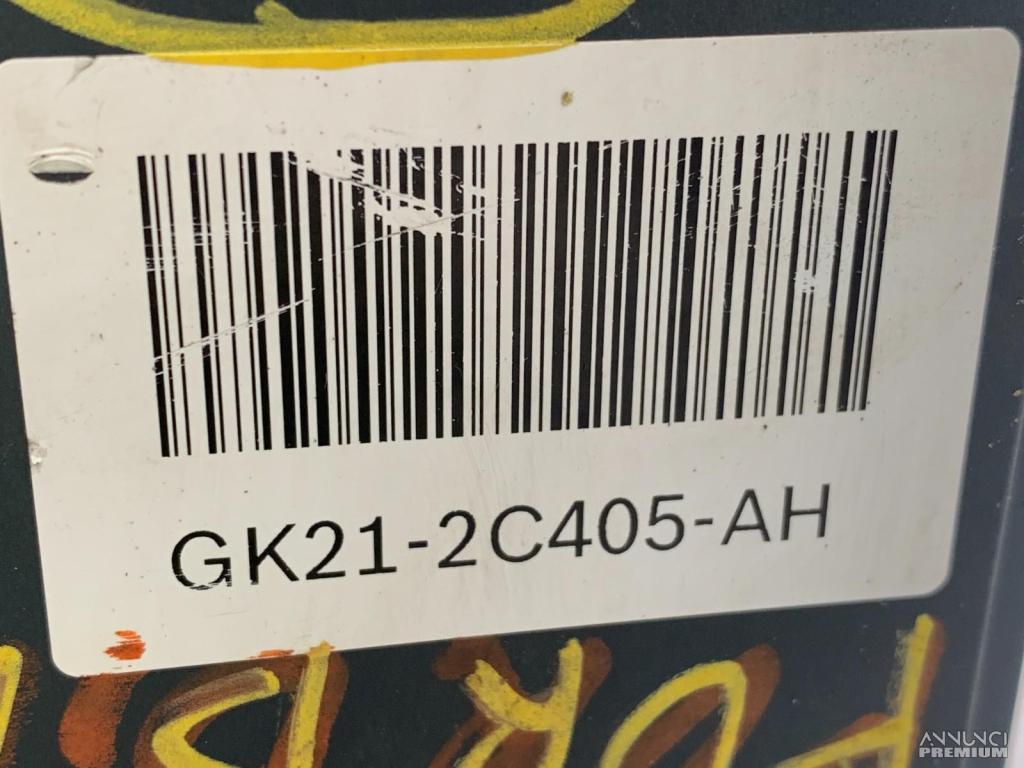 GK21-2C405-AH
ANNUNCI
PREMIUM